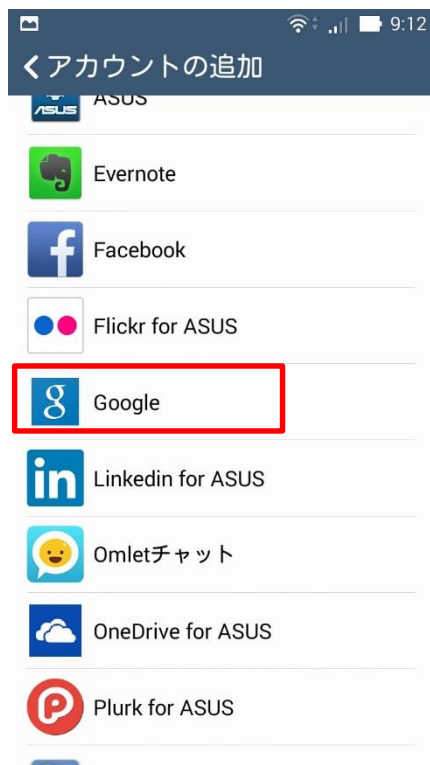 9:12
アカウントの追加
ASUS
Evernote
Facebook
Flickr for ASUS
Google
Linkedin for ASUS
Omletチャット
OneDrive for ASUS
Plurk for ASUS